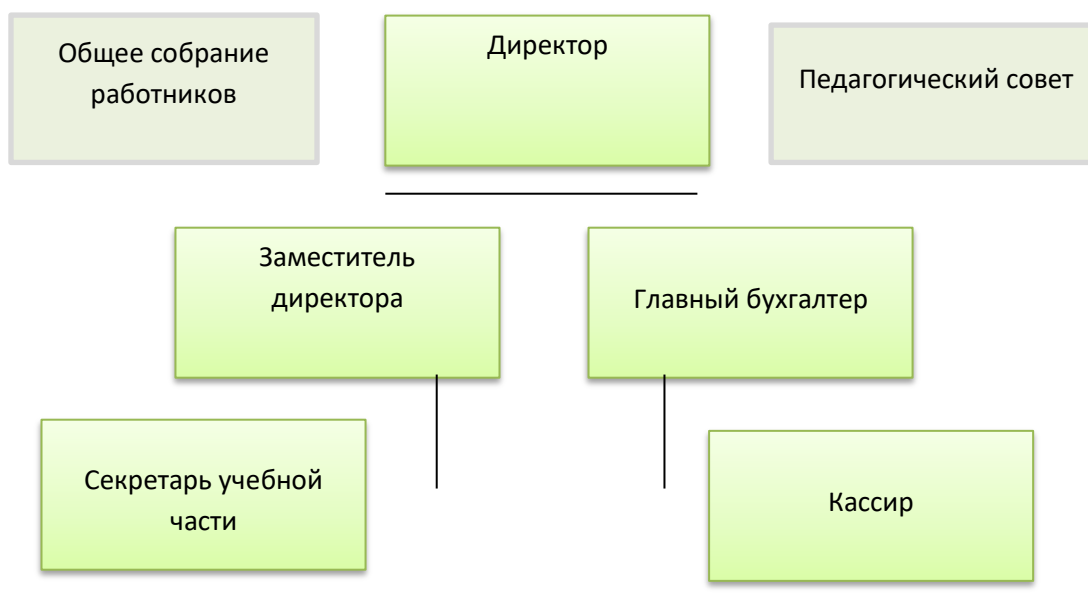 Общее собрание
работников
Директор
Педагогический совет
Заместитель
директора
Главный бухгалтер
Секретарь учебной
части
Кассир